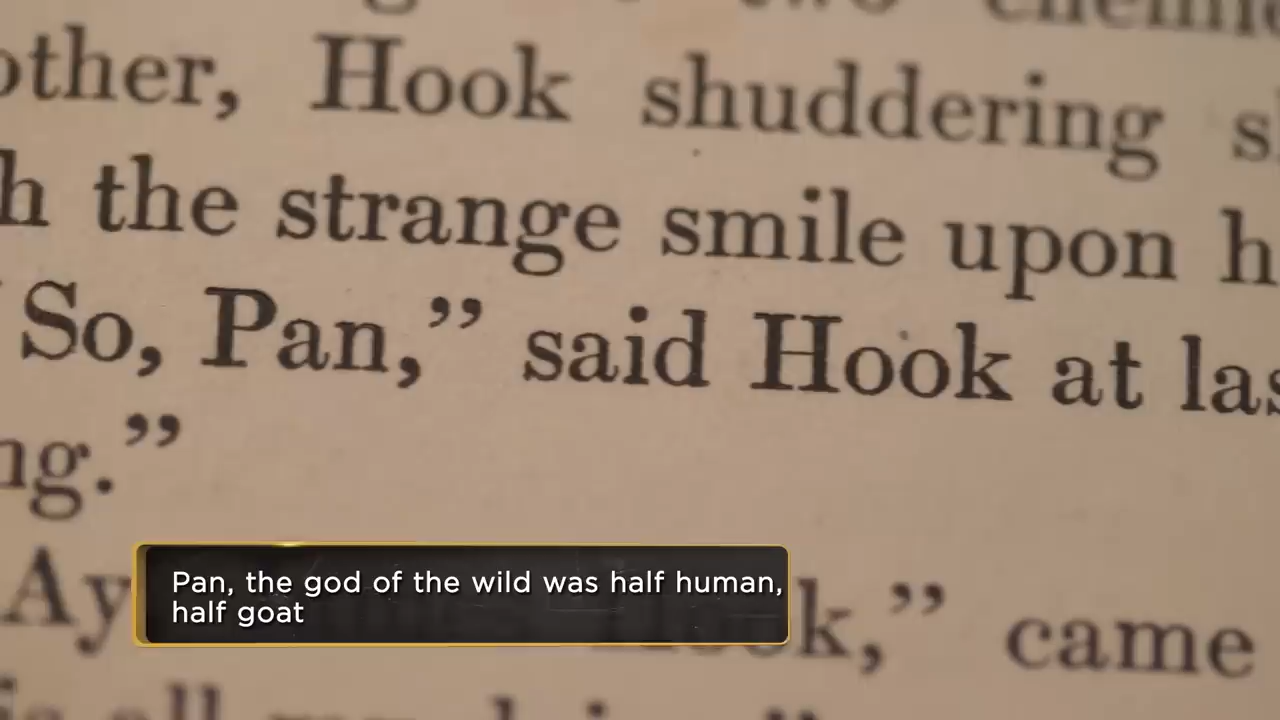 other, Hook shuddering
the strange smile upon
So, Pan,” said Hook at
ng.”
Pan, the god of the wild was half human,
half goat
Ay k,” came